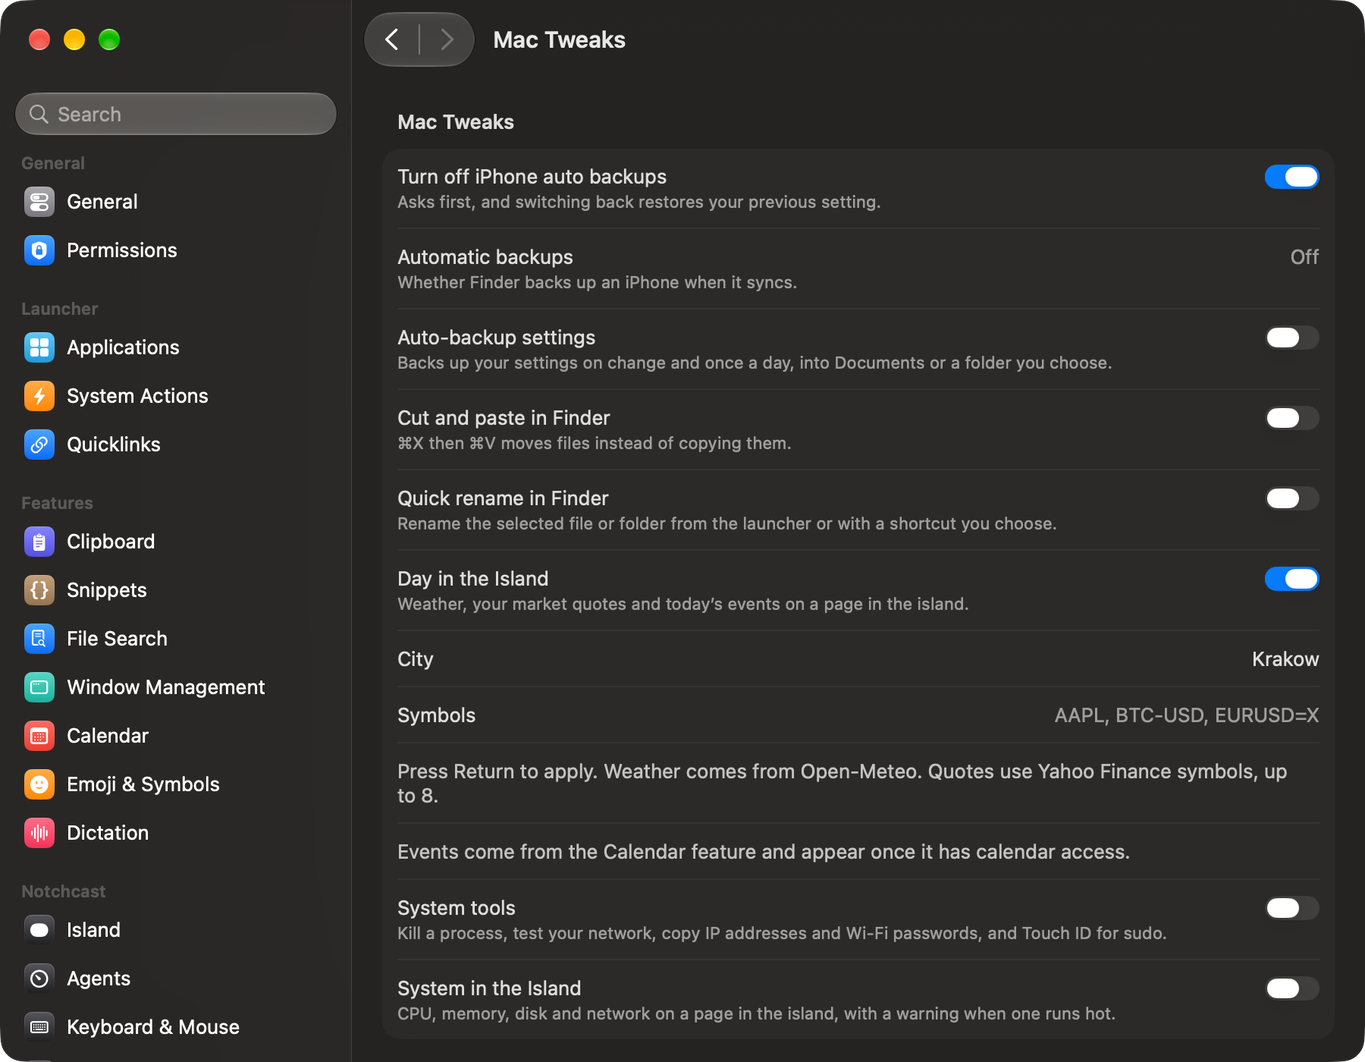 Mac Tweaks
Search
General
General
Permissions
Launcher
Applications
System Actions
Quicklinks
Features
Clipboard
Snippets
File Search
Window Management
Calendar
Emoji & Symbols
Dictation
Notchcast
Island
Agents
Keyboard & Mouse
Mac Tweaks
Turn off iPhone auto backups
Asks first, and switching back restores your previous setting.
Automatic backups
Off
Whether Finder backs up an iPhone when it syncs.
Auto-backup settings
Backs up your settings on change and once a day, into Documents or a folder you choose.
Cut and paste in Finder
⌘X then ⌘V moves files instead of copying them.
Quick rename in Finder
Rename the selected file or folder from the launcher or with a shortcut you choose.
Day in the Island
Weather, your market quotes and today’s events on a page in the island.
City
Krakow
Symbols
AAPL, BTC-USD, EURUSD=X
Press Return to apply. Weather comes from Open-Meteo. Quotes use Yahoo Finance symbols, up
to 8.
Events come from the Calendar feature and appear once it has calendar access.
System tools
Kill a process, test your network, copy IP addresses and Wi-Fi passwords, and Touch ID for sudo.
System in the Island
CPU, memory, disk and network on a page in the island, with a warning when one runs hot.